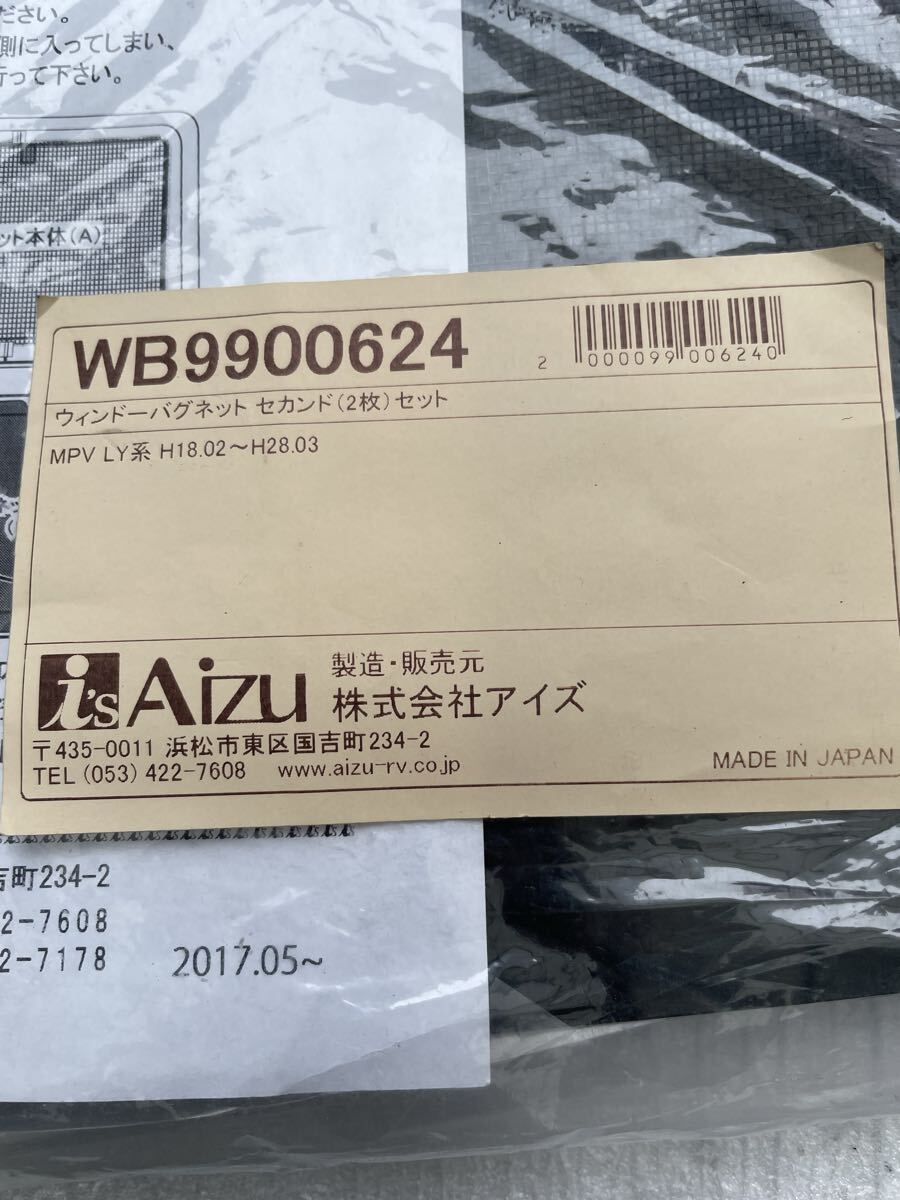 ださい。
側に入ってしまい、
行って下さい。
ット本体(A)
WB9900624
2 000099 006240
ウィンドーバグネット セカンド(2枚)セット
MPV LY系 H18.02〜H28.03
i's Aizu 製造・販売元
株式会社アイズ
〒435-0011 浜松市東区国吉町234-2
TEL (053) 422-7608 www.aizu-rv.co.jp
MADE IN JAPAN
吉町234-2
2-7608
2-7178
2017.05~